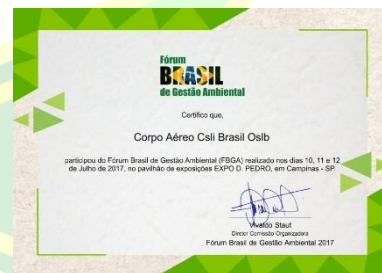 Fórum
BRASIL
de Gestão Ambiental
Certifico que,
Corpo Aéreo Csli Brasil Oslb
participou do Fórum Brasil de Gestão Ambiental (FBGA) realizado nos dias 10, 11 e 12
de Julho de 2017, no pavilhão de exposições EXPO D. PEDRO, em Campinas - SP.
Vivaldo Staut
Diretor Comissão Organizadora
Fórum Brasil de Gestão Ambiental 2017